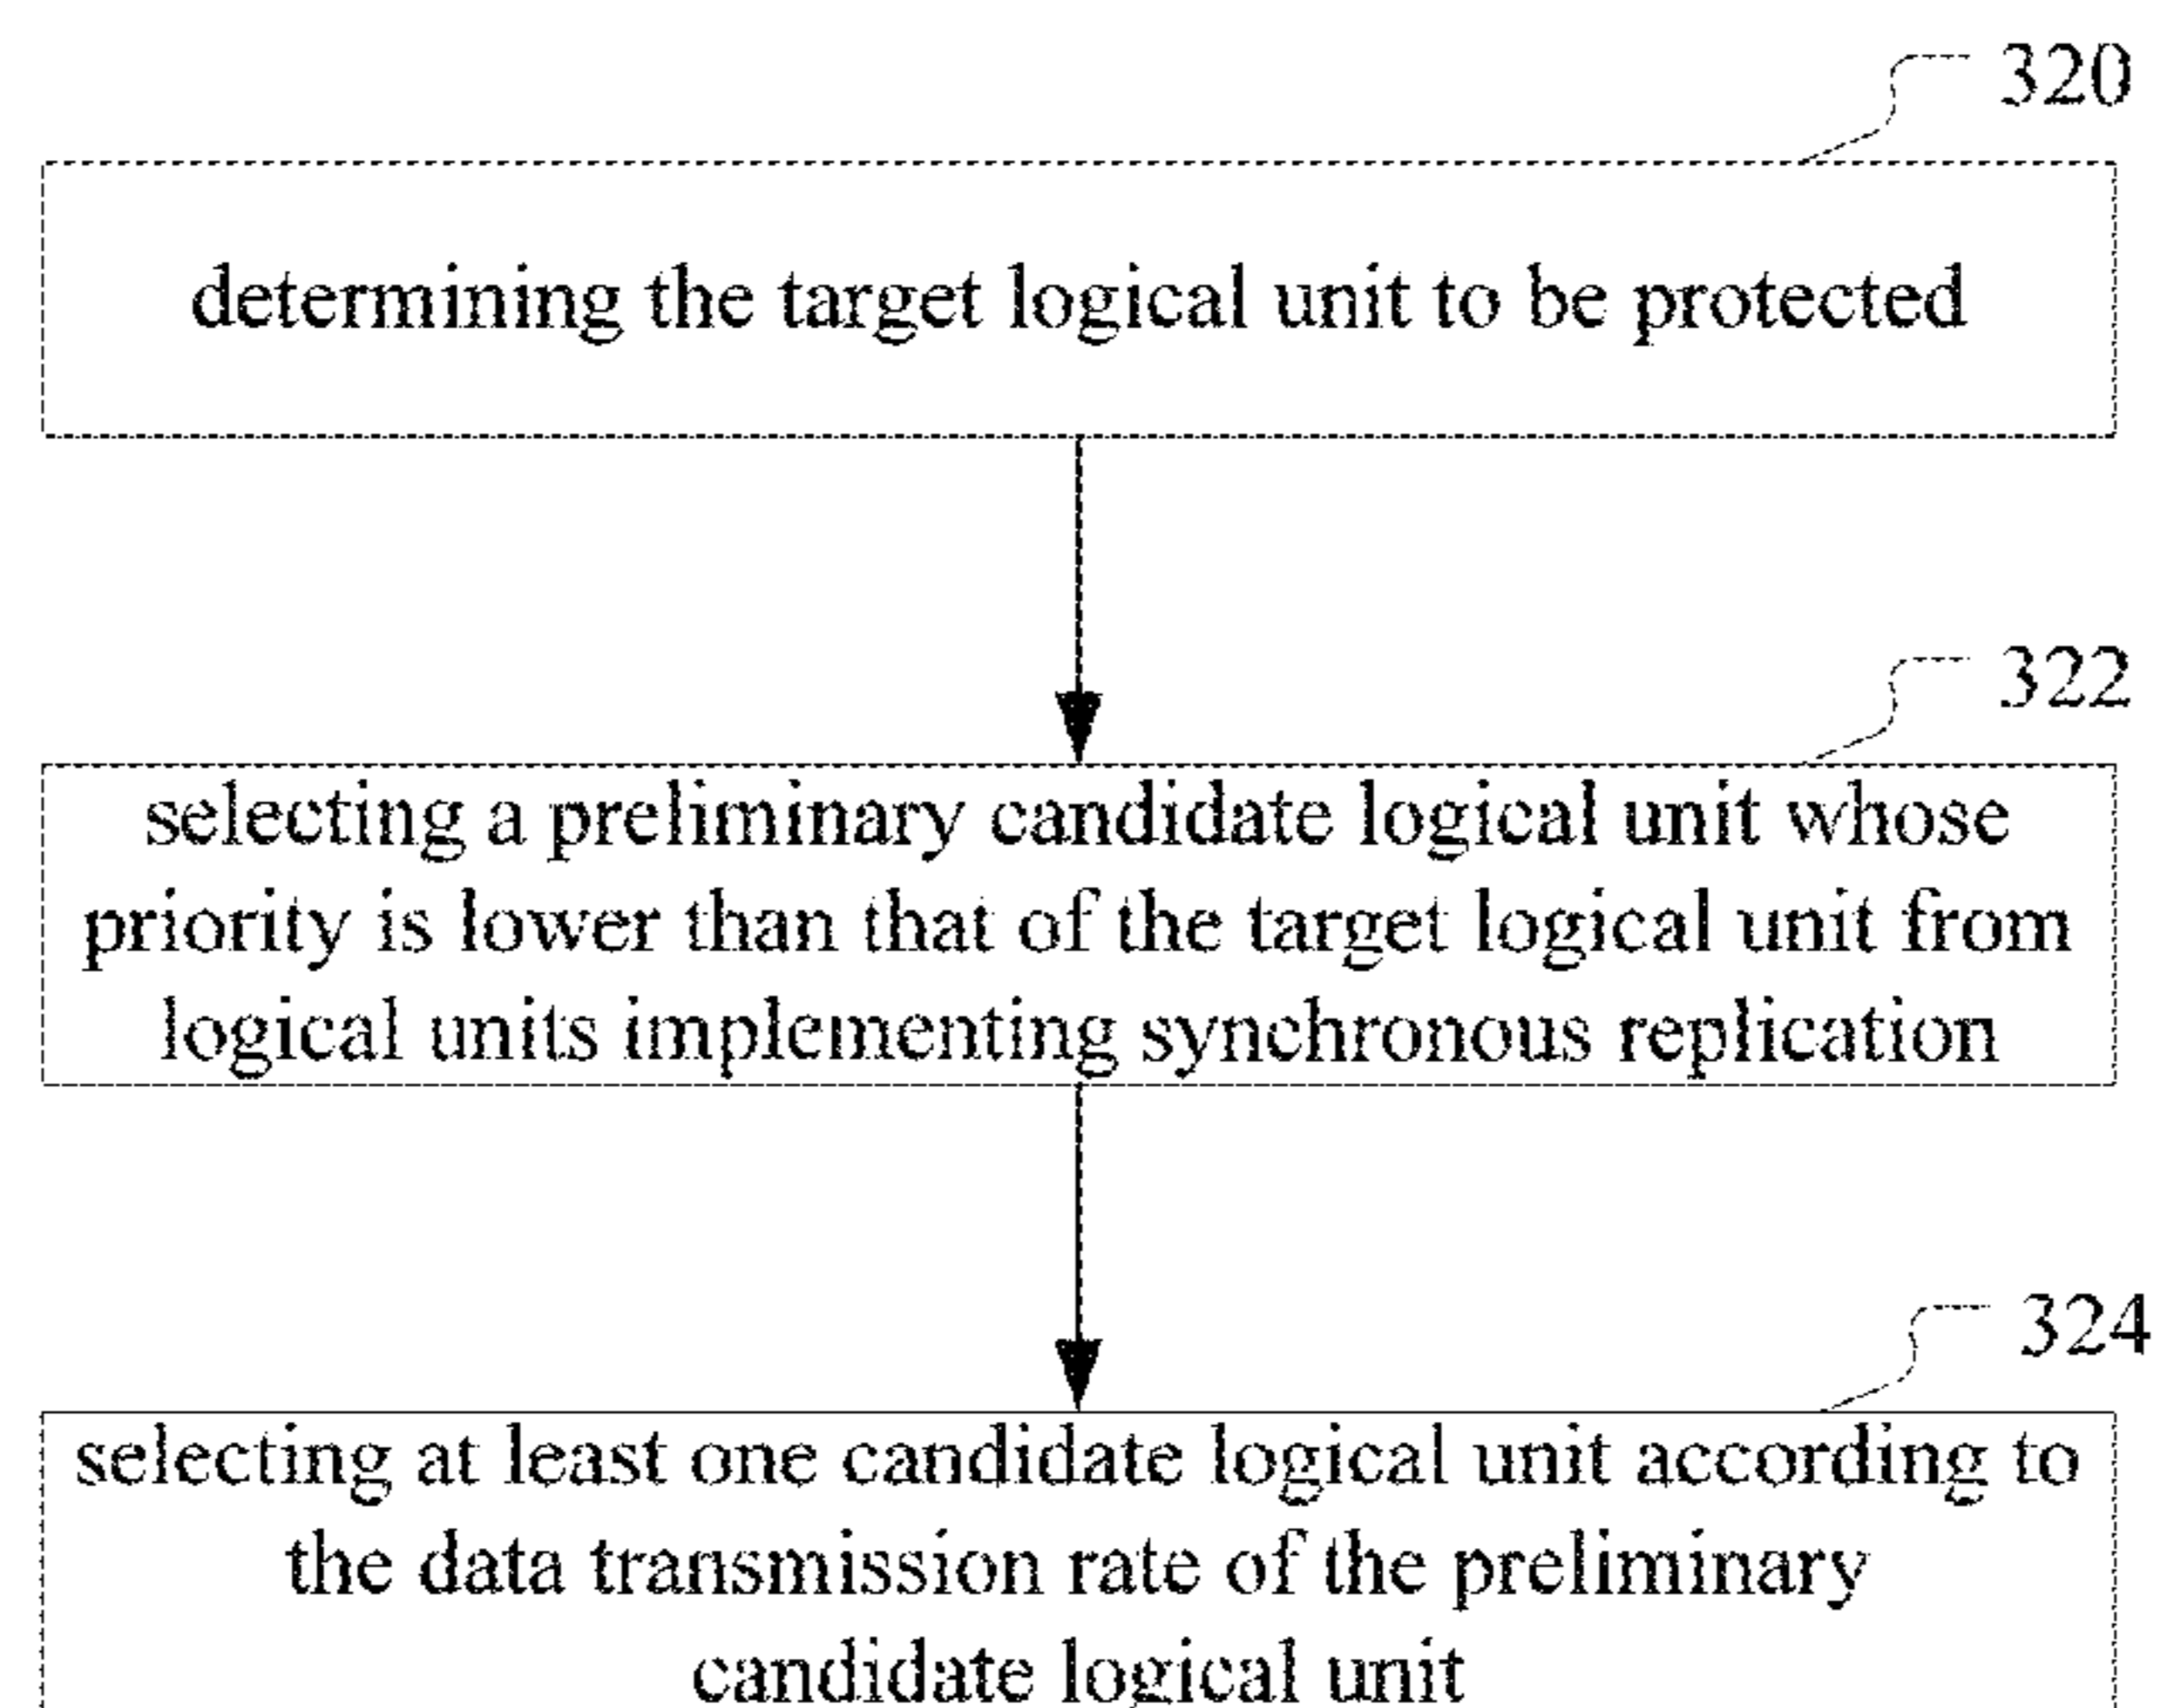 320
determining the target logical unit to be protected
322
selecting a preliminary candidate logical unit whose
priority is lower than that of the target logical unit from
logical units implementing synchronous replication
324
selecting at least one candidate logical unit according to
the data transmission rate of the preliminary
candidate logical unit